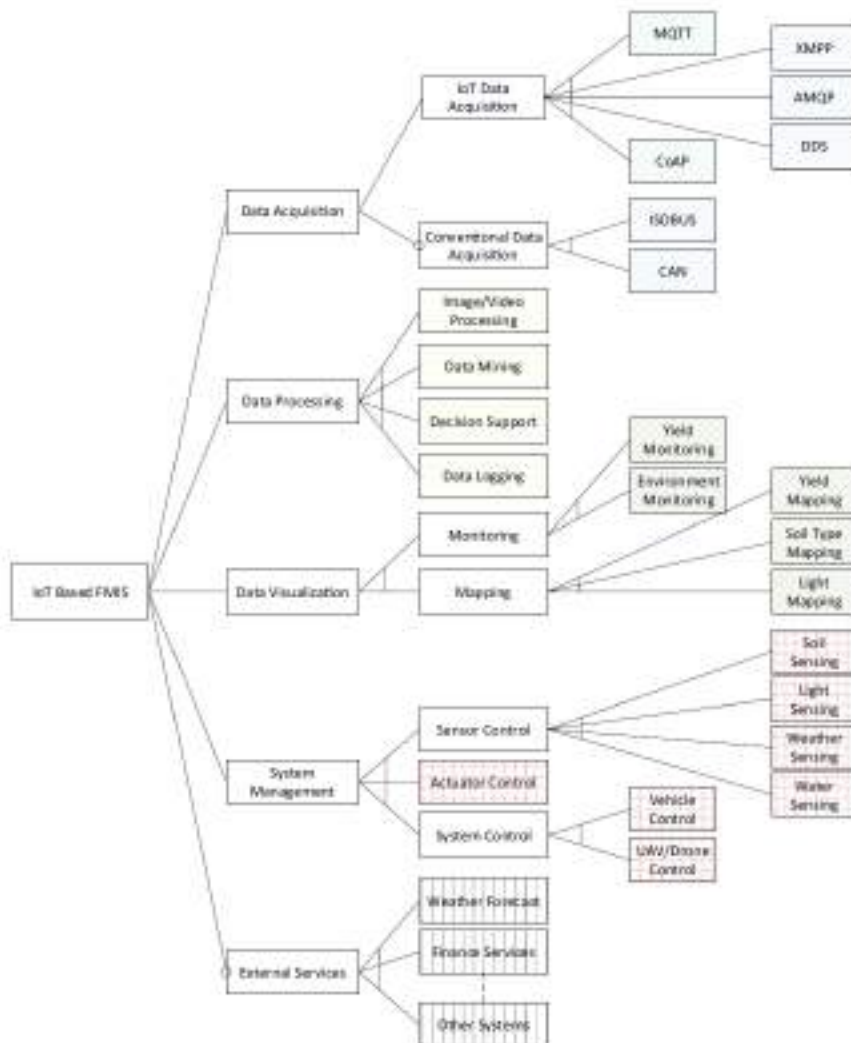 MQTT
XMPP
IoT Data
Acquisition
AMQP
DDS
CoAP
Data Acquisition
ISOBUS
Conventional Data
Acquisition
CAN
Image/Video
Processing
Data Mining
Data Processing
Decision Support
Yield
Monitoring
Data Logging
Environment
Monitoring
Yield
Mapping
Monitoring
Soil Type
Mapping
IoT Based FMIS
Data Visualization
Mapping
Light
Mapping
Soil
Sensing
Light
Sensing
Sensor Control
Weather
Sensing
System
Management
Actuator Control
Water
Sensing
Vehicle
Control
System Control
UAV/Drone
Control
Weather Forecast
Finance Services
External Services
Other Systems